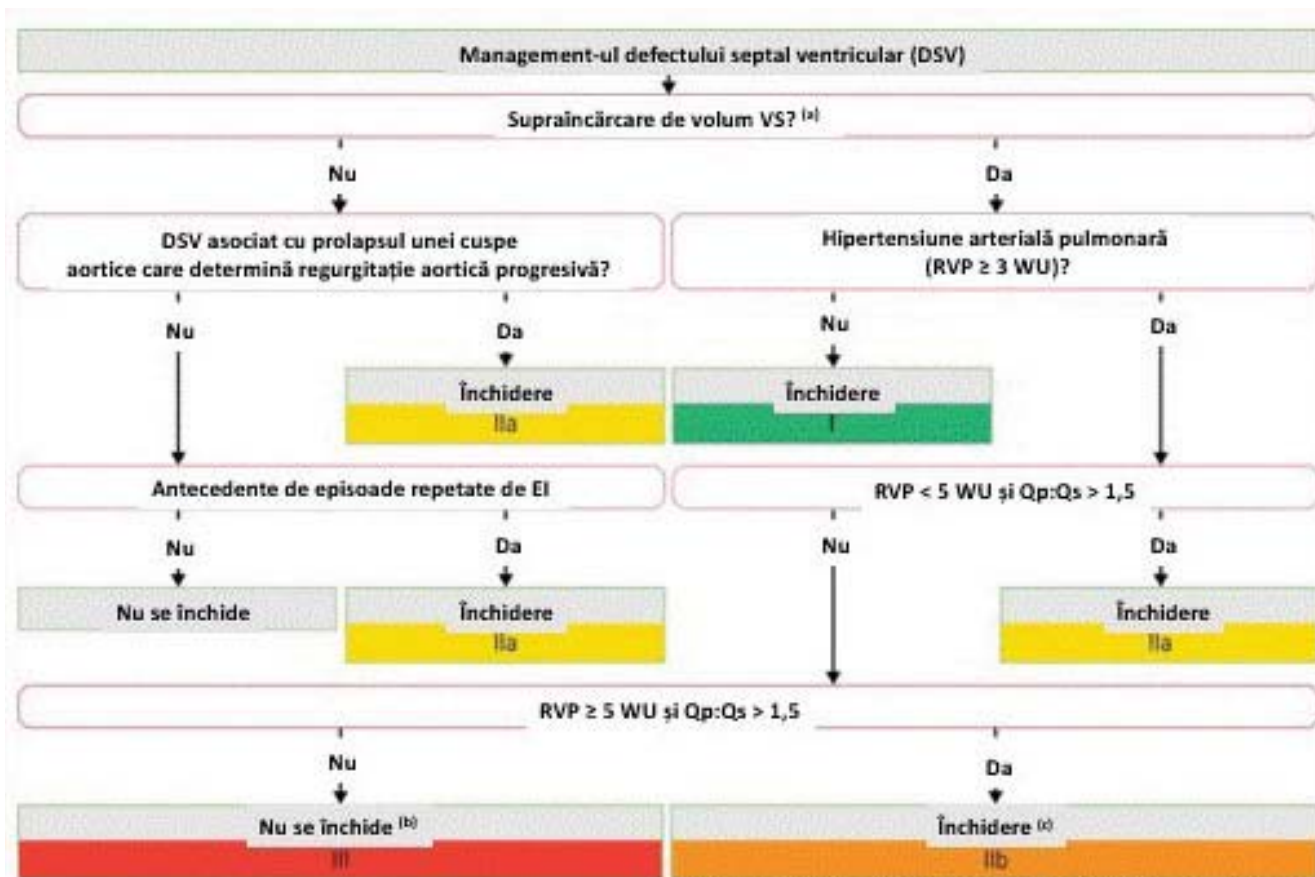 Management-ul defectului septal ventricular (DSV)
Supraîncărcare de volum VS? (a)
Nu
Da
DSV asociat cu prolapsul unei cuspe
aortice care determină regurgitație aortică progresivă?
Hipertensiune arterială pulmonară
(RVP ≥ 3 WU)?
Nu
Da
Nu
Da
Închidere
IIa
Închidere
I
Antecedente de episoade repetate de EI
RVP < 5 WU și Qp:Qs > 1,5
Nu
Da
Nu
Da
Nu se închide
Închidere
IIa
Închidere
IIa
RVP ≥ 5 WU și Qp:Qs > 1,5
Nu
Da
Nu se închide (b)
III
Închidere (c)
IIb